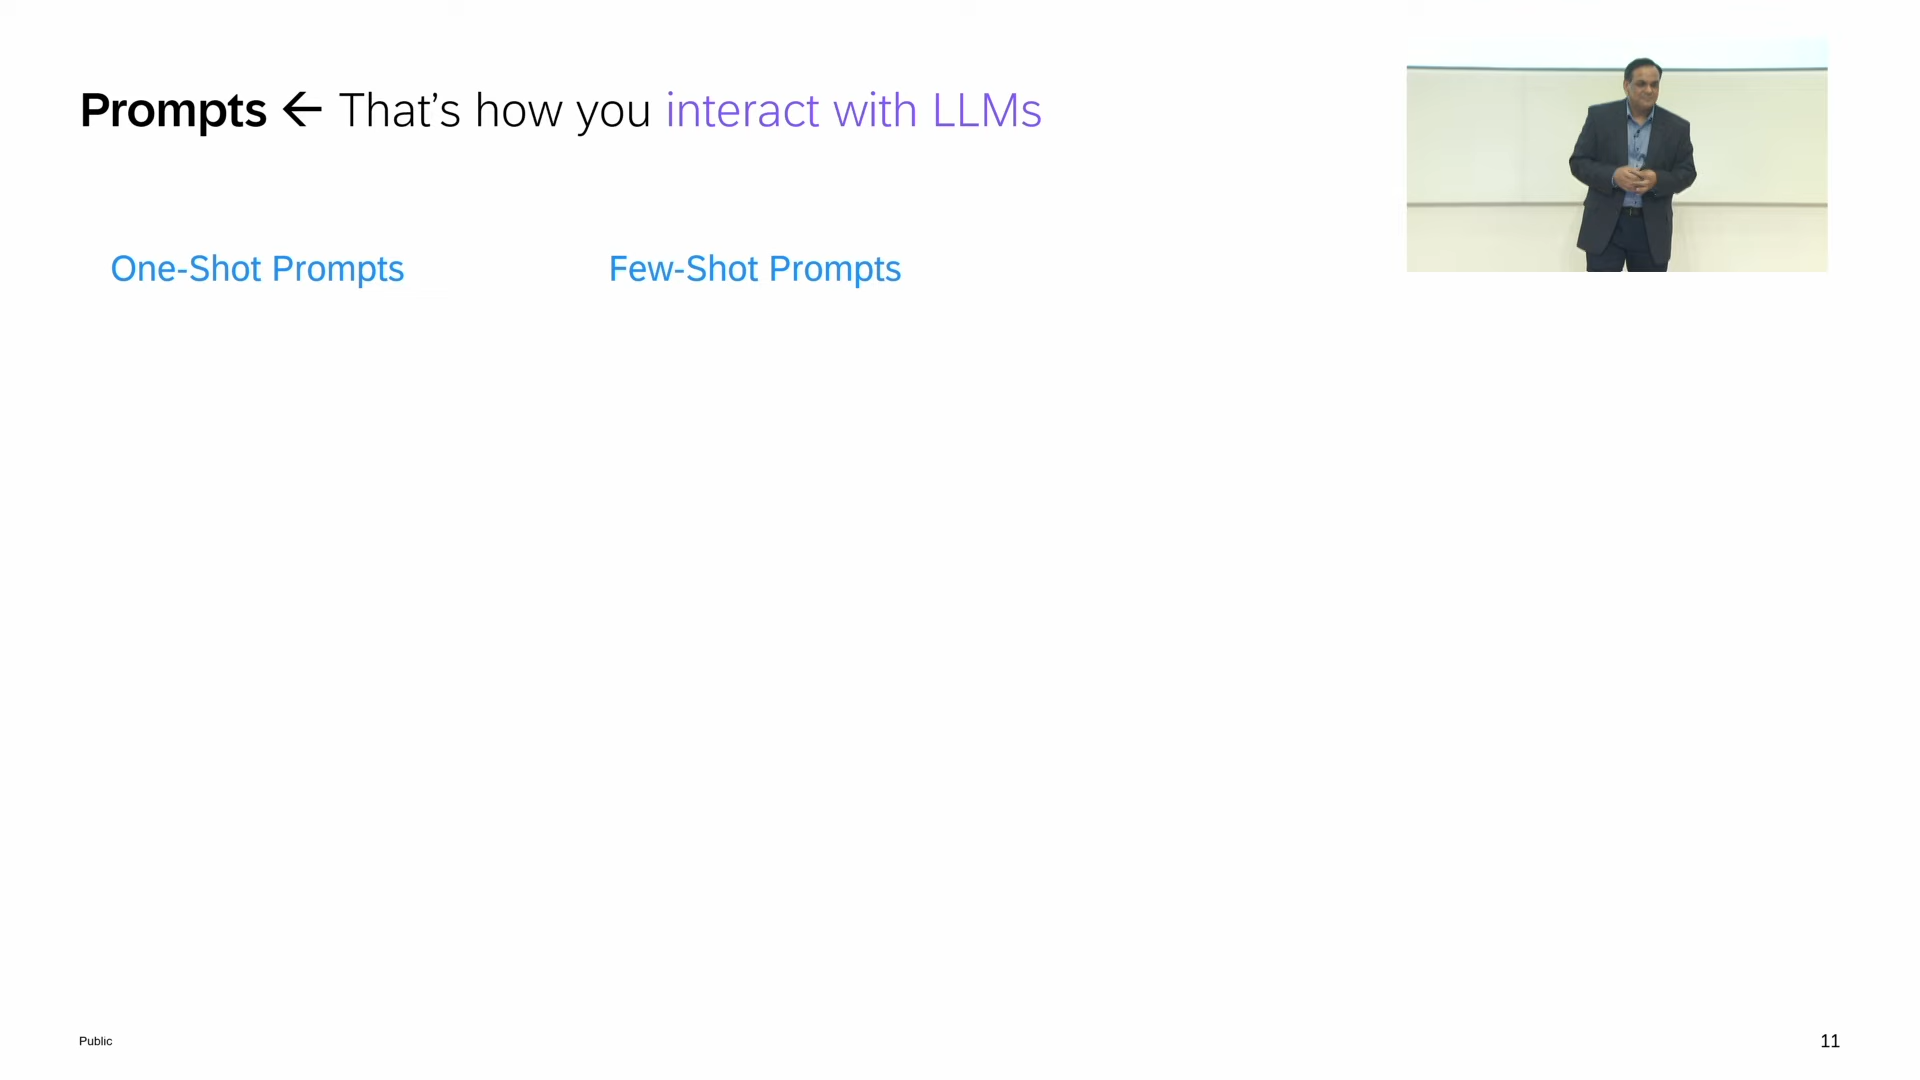 Prompts ← That’s how you interact with LLMs
One-Shot Prompts
Few-Shot Prompts
Public
11